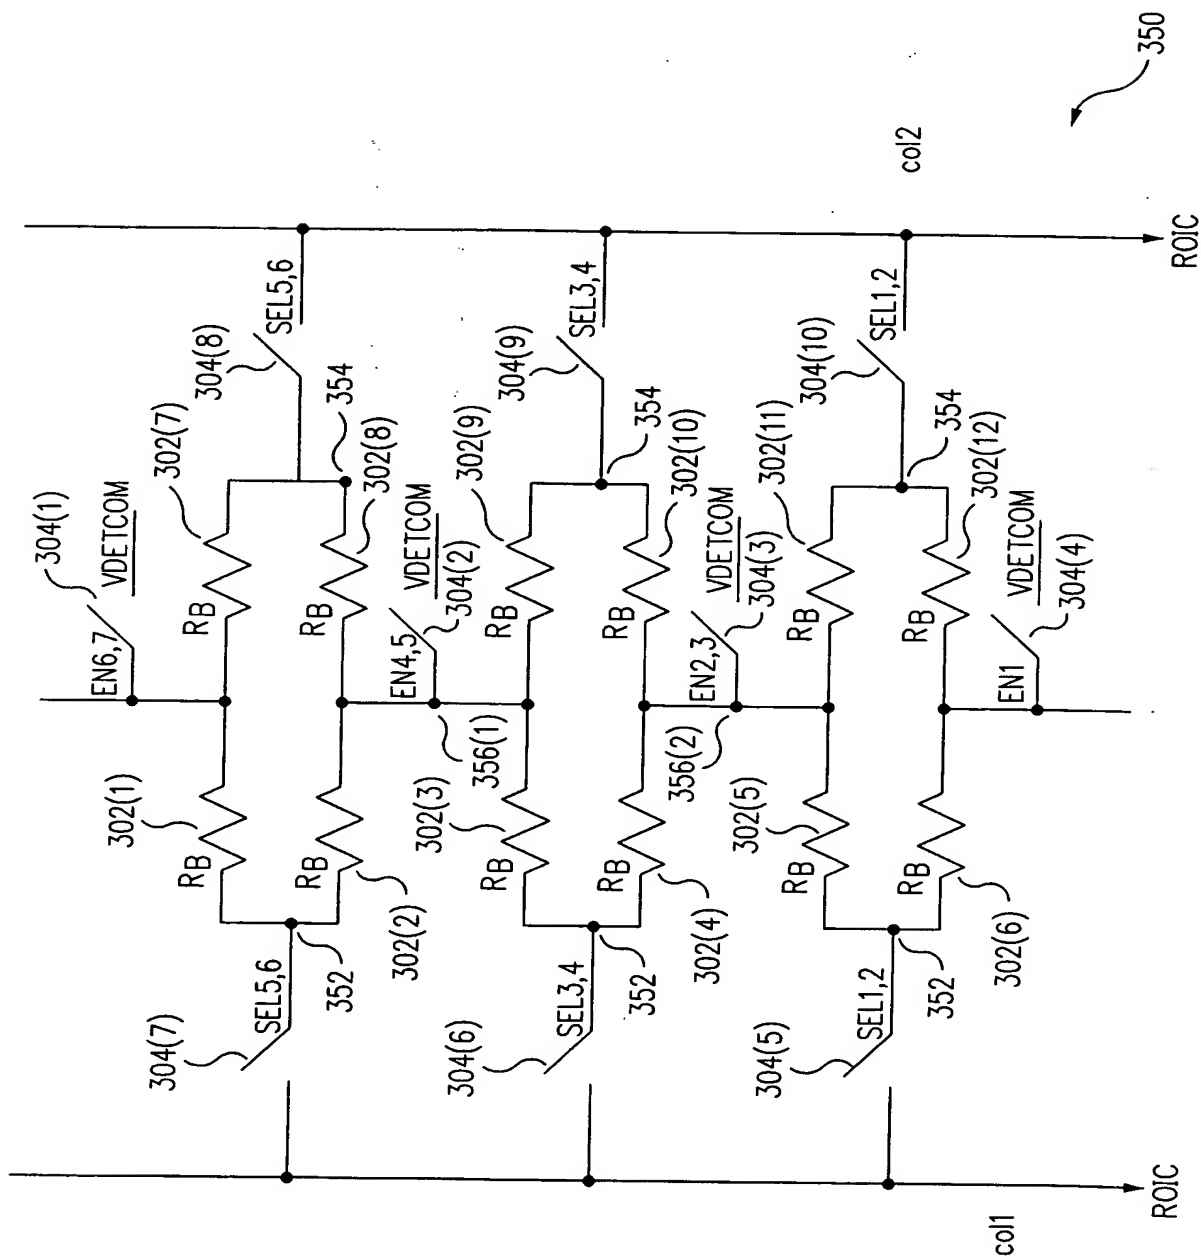 350
col2
ROIC
SEL5,6
SEL3,4
SEL1,2
304(8)
304(9)
304(10)
354
354
354
302(7)
302(8)
302(9)
302(10)
302(11)
302(12)
304(1)
VDETCOM
304(2)
VDETCOM
304(3)
VDETCOM
304(4)
VDETCOM
RB
RB
RB
RB
RB
RB
EN6,7
EN4,5
EN2,3
EN1
356(1)
356(2)
302(1)
302(2)
302(3)
302(4)
302(5)
302(6)
RB
RB
RB
RB
RB
RB
352
352
352
SEL5,6
SEL3,4
SEL1,2
304(7)
304(6)
304(5)
col1
ROIC